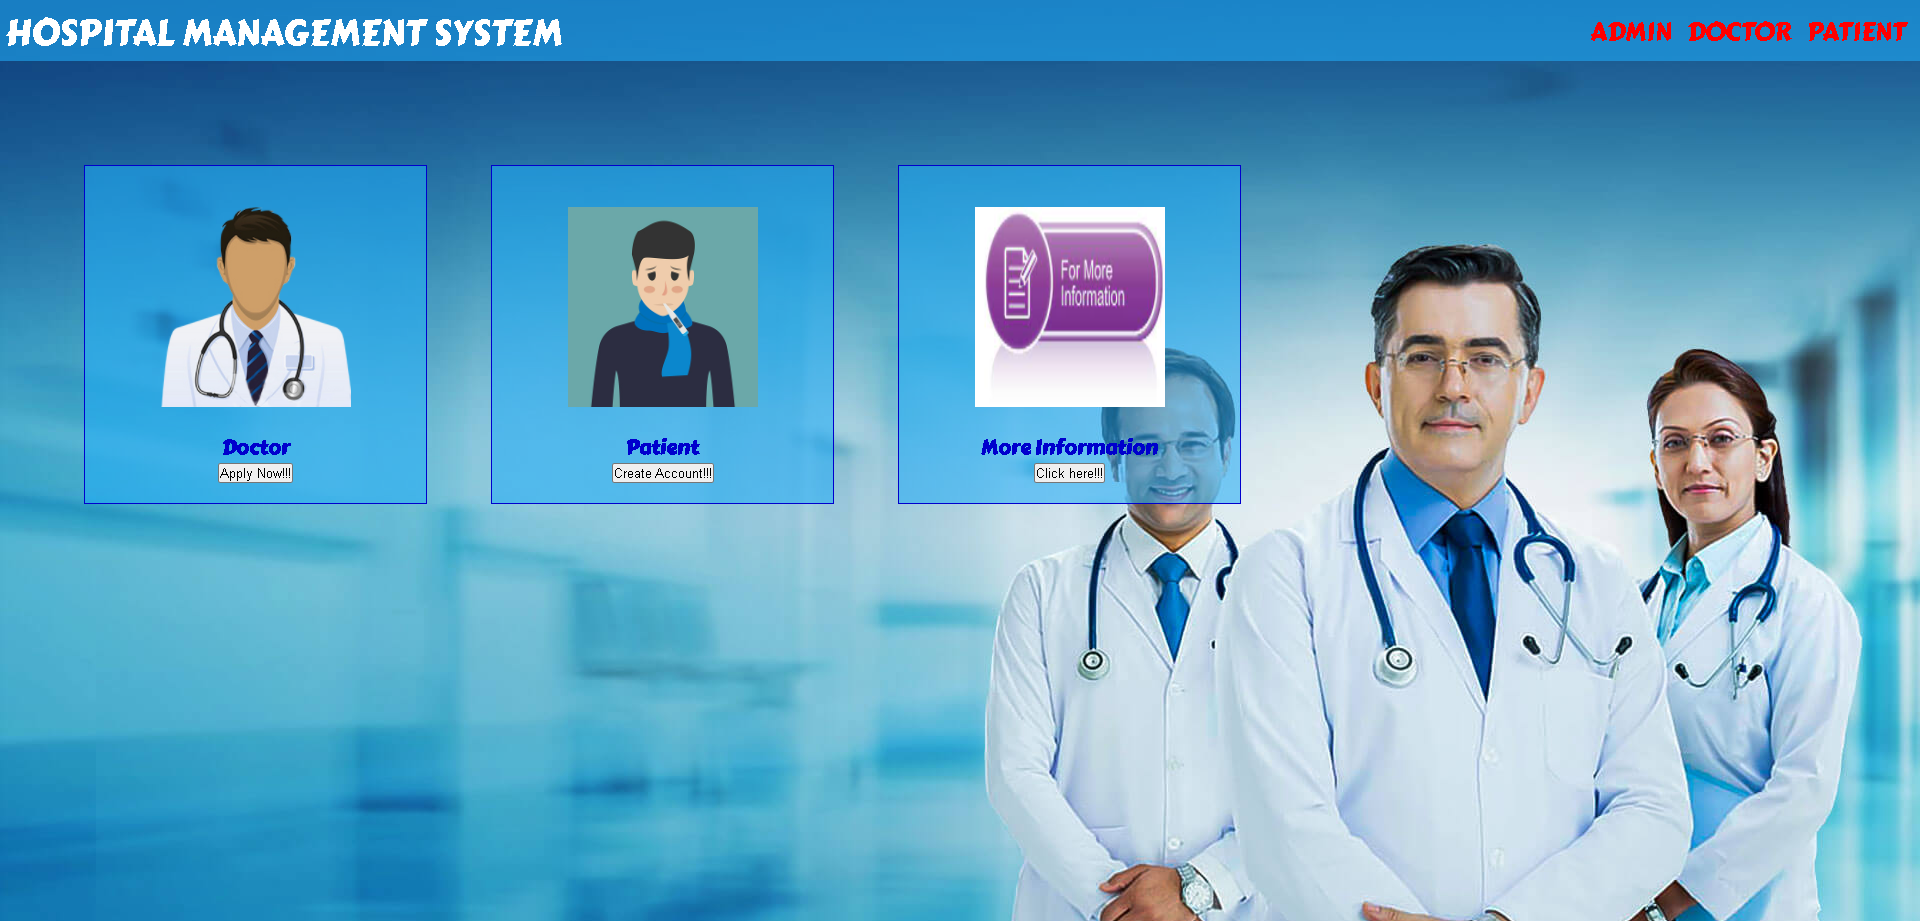 HOSPITAL MANAGEMENT SYSTEM
ADMIN DOCTOR PATIENT
For More
Information
Doctor
Apply Now!!!
Patient
Create Account!!!
More Information
Click here!!!